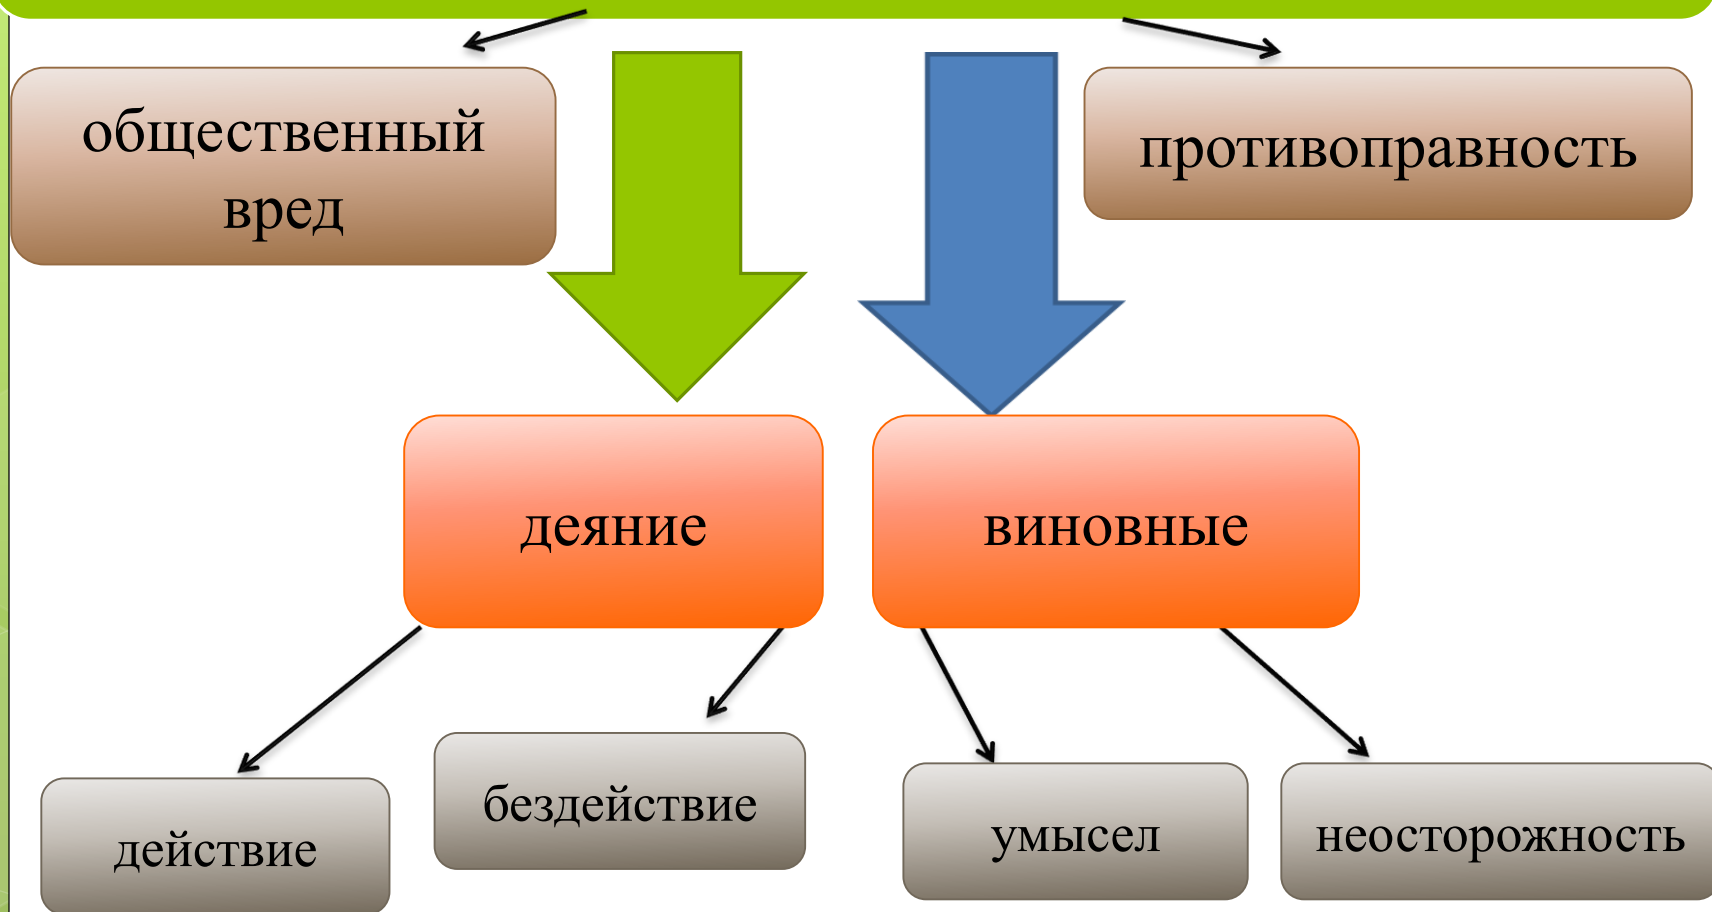 общественный
вред
противоправность
деяние
виновные
действие
бездействие
умысел
неосторожность